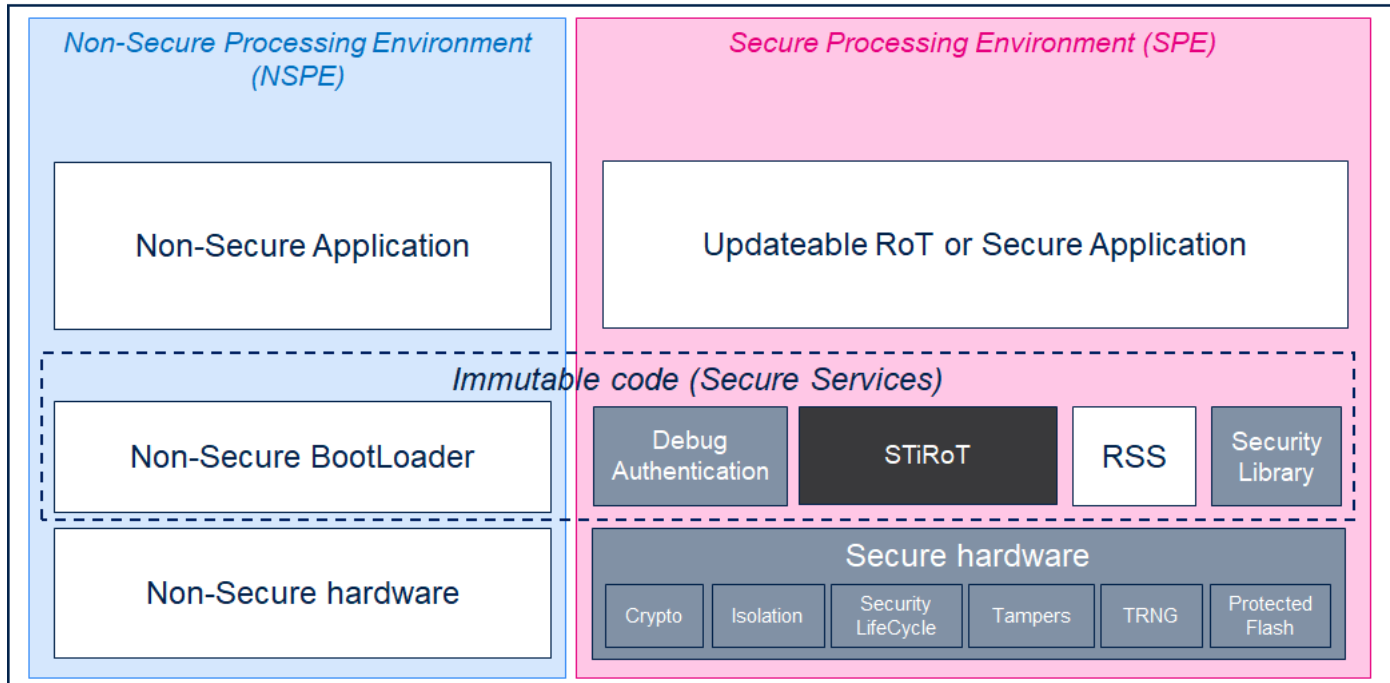 Non-Secure Processing Environment
(NSPE)
Secure Processing Environment (SPE)
Non-Secure Application
Updateable RoT or Secure Application
Immutable code (Secure Services)
Non-Secure BootLoader
Debug
Authentication
STiRoT
RSS
Security
Library
Non-Secure hardware
Secure hardware
Crypto
Isolation
Security
LifeCycle
Tampers
TRNG
Protected
Flash